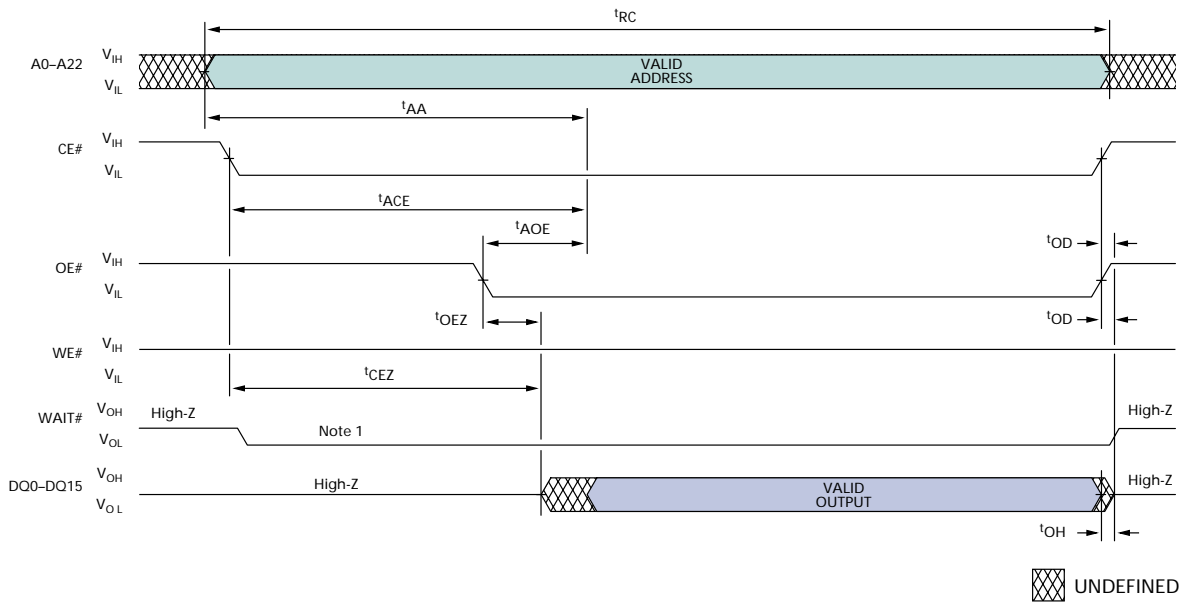 tRC
A0–A22
VIH
VIL
VALID
ADDRESS
tAA
CE#
VIH
VIL
tACE
tAOE
tOD
OE#
VIH
VIL
tOEZ
tOD
WE#
VIH
VIL
tCEZ
WAIT#
VOH
VOL
High-Z
Note 1
High-Z
DQ0–DQ15
VOH
VO L
High-Z
VALID
OUTPUT
High-Z
tOH
UNDEFINED